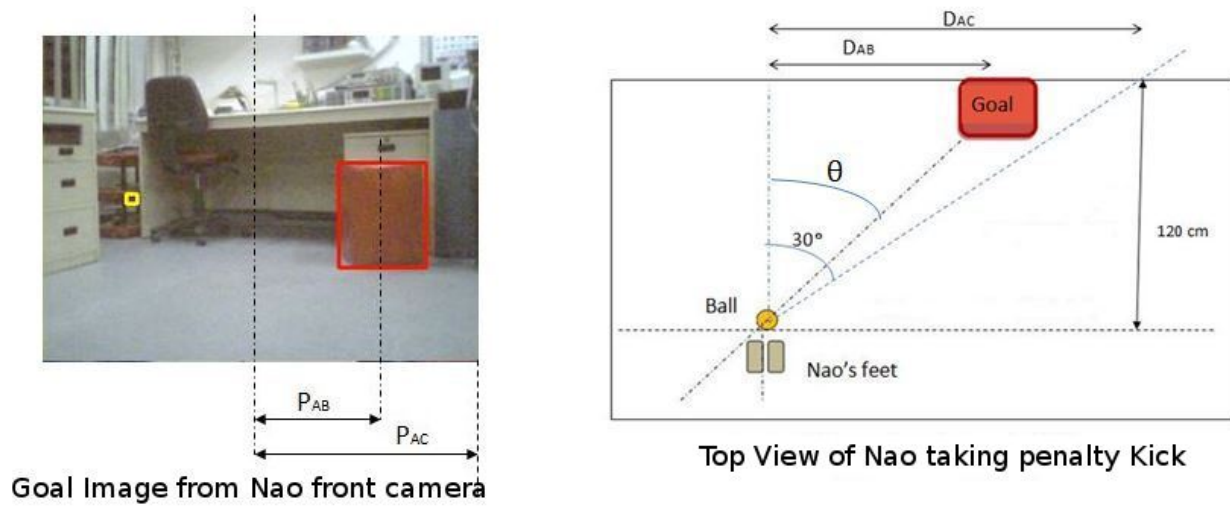 PAB
PAC
Goal Image from Nao front camera
DAC
DAB
Goal
θ
30°
120 cm
Ball
Nao's feet
Top View of Nao taking penalty Kick